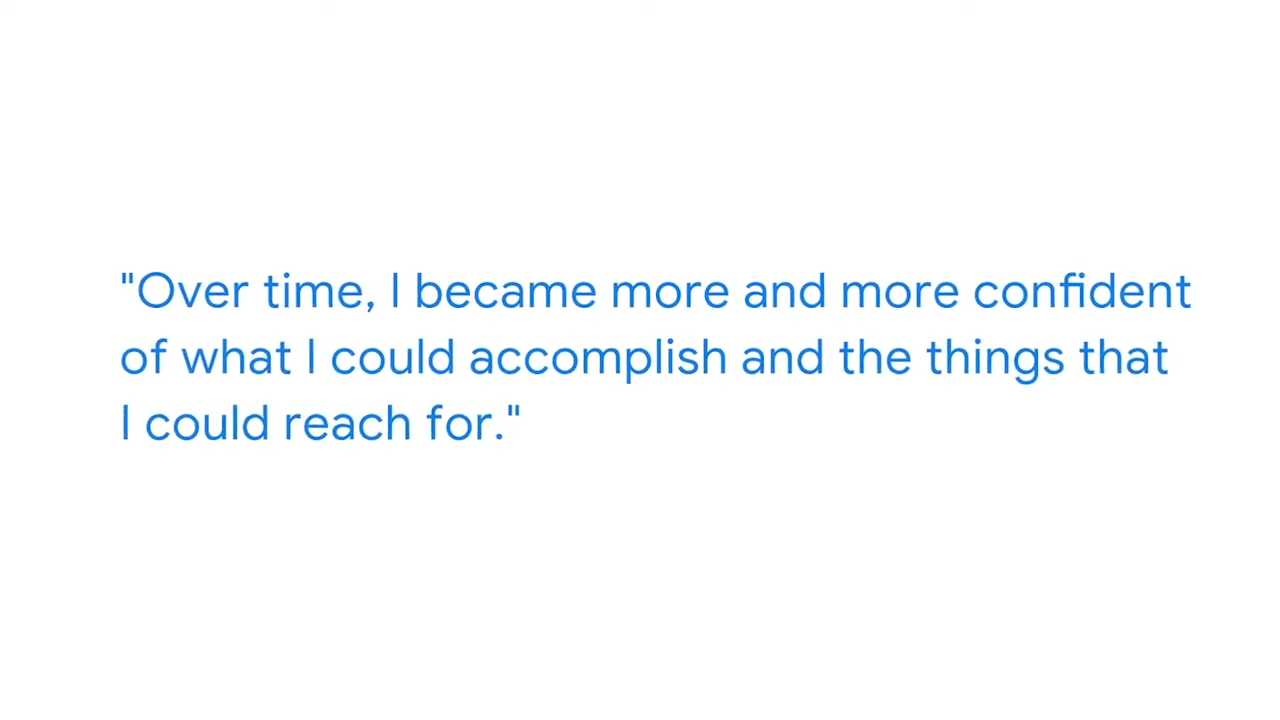 "Over time, I became more and more confident
of what I could accomplish and the things that
I could reach for."